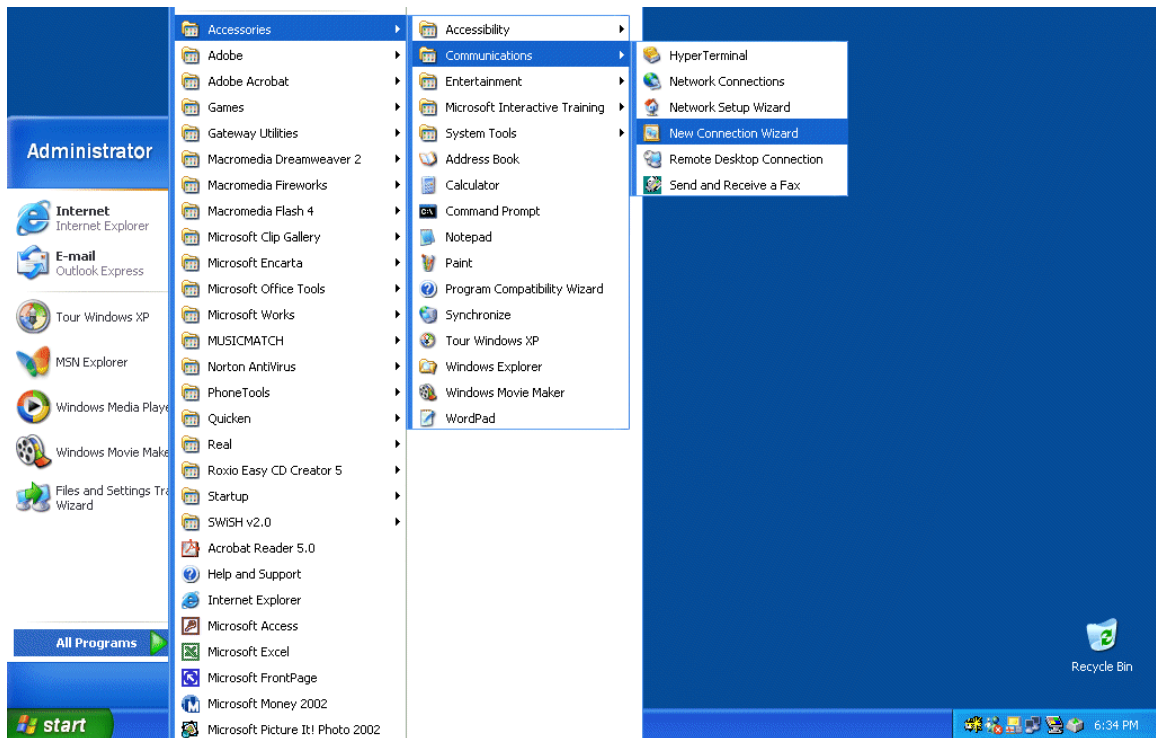 Administrator
Internet
Internet Explorer
E-mail
Outlook Express
Tour Windows XP
MSN Explorer
Windows Media Playe
Windows Movie Make
Files and Settings Tra
Wizard
All Programs
start
Accessories
Adobe
Adobe Acrobat
Games
Gateway Utilities
Macromedia Dreamweaver 2
Macromedia Fireworks
Macromedia Flash 4
Microsoft Clip Gallery
Microsoft Encarta
Microsoft Office Tools
Microsoft Works
MUSICMATCH
Norton AntiVirus
PhoneTools
Quicken
Real
Roxio Easy CD Creator 5
Startup
SWiSH v2.0
Acrobat Reader 5.0
Help and Support
Internet Explorer
Microsoft Access
Microsoft Excel
Microsoft FrontPage
Microsoft Money 2002
Microsoft Picture It! Photo 2002
Accessibility
Communications
Entertainment
Microsoft Interactive Training
System Tools
Address Book
Calculator
Command Prompt
Notepad
Paint
Program Compatibility Wizard
Synchronize
Tour Windows XP
Windows Explorer
Windows Movie Maker
WordPad
HyperTerminal
Network Connections
Network Setup Wizard
New Connection Wizard
Remote Desktop Connection
Send and Receive a Fax
Recycle Bin
6:34 PM